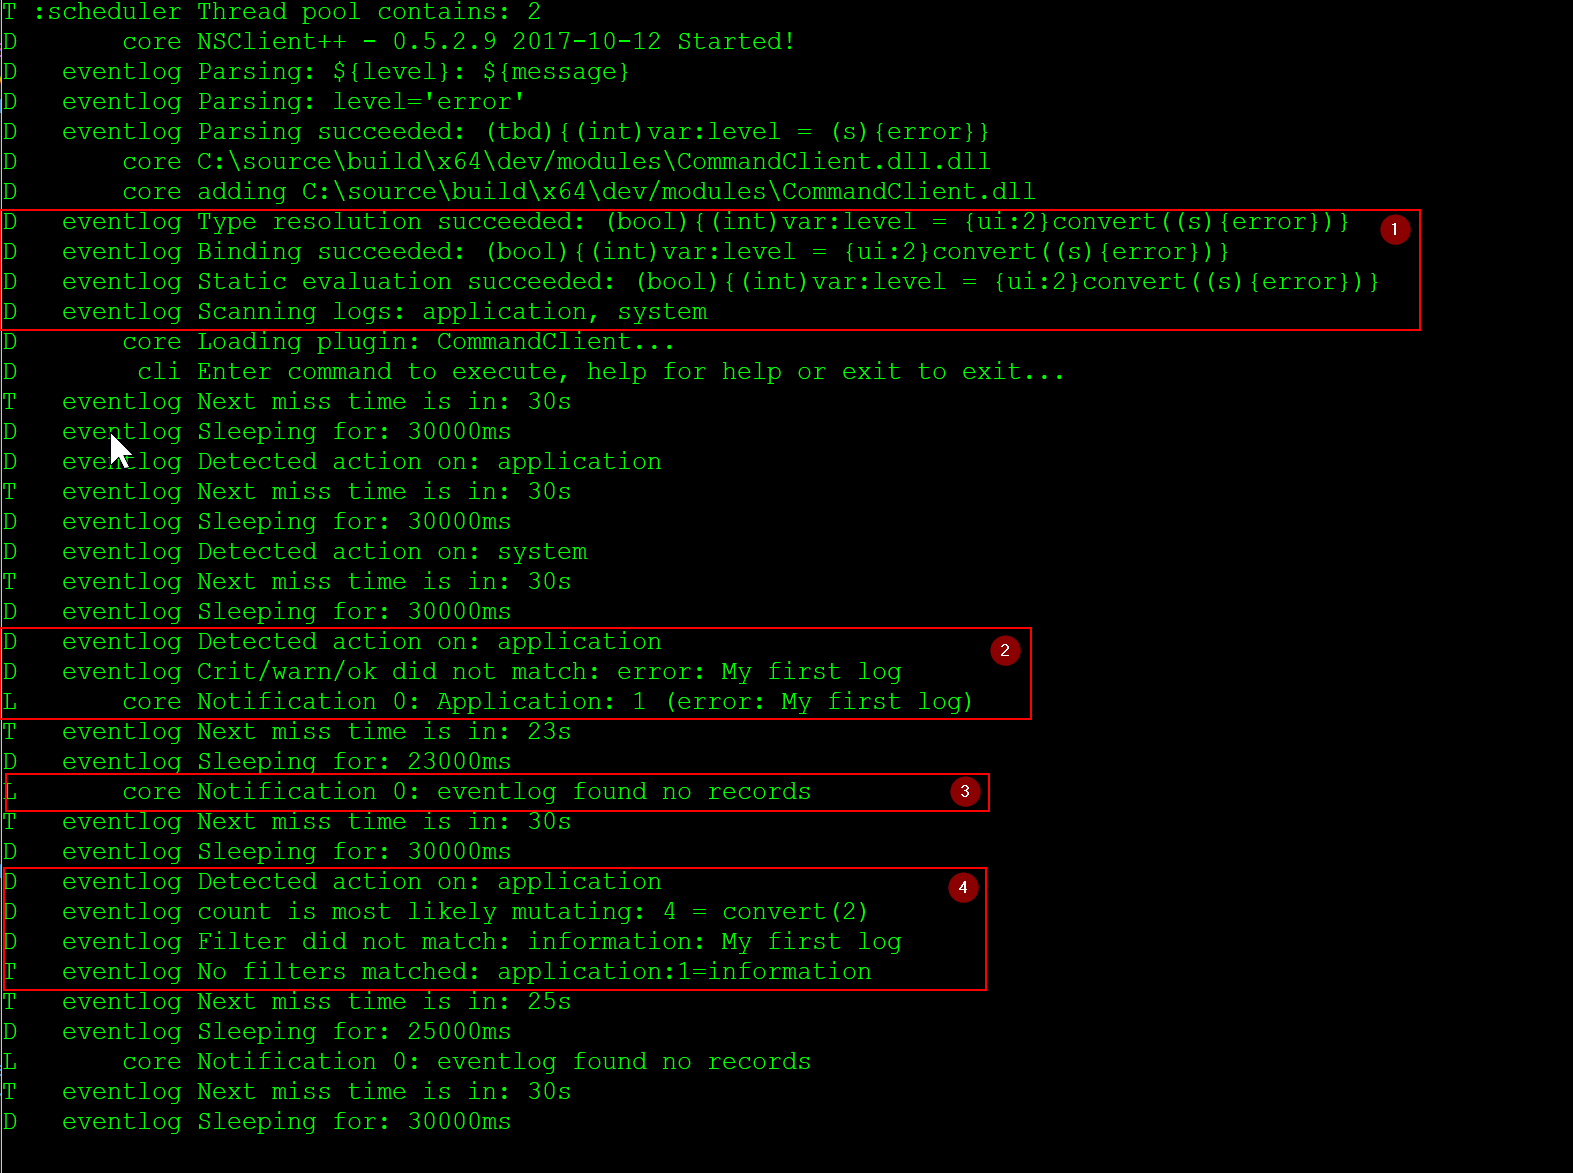 T :scheduler Thread pool contains: 2
D core NSClient++ - 0.5.2.9 2017-10-12 Started!
D eventlog Parsing: ${level}: ${message}
D eventlog Parsing: level='error'
D eventlog Parsing succeeded: (tbd){(int)var:level = (s){error}}
D core C:\source\build\x64\dev/modules\CommandClient.dll.dll
D core adding C:\source\build\x64\dev/modules\CommandClient.dll
D eventlog Type resolution succeeded: (bool){(int)var:level = {ui:2}convert((s){error})} 1
D eventlog Binding succeeded: (bool){(int)var:level = {ui:2}convert((s){error})}
D eventlog Static evaluation succeeded: (bool){(int)var:level = {ui:2}convert((s){error})}
D eventlog Scanning logs: application, system
D core Loading plugin: CommandClient...
D cli Enter command to execute, help for help or exit to exit...
T eventlog Next miss time is in: 30s
D eventlog Sleeping for: 30000ms
D eventlog Detected action on: application
T eventlog Next miss time is in: 30s
D eventlog Sleeping for: 30000ms
D eventlog Detected action on: system
T eventlog Next miss time is in: 30s
D eventlog Sleeping for: 30000ms
D eventlog Detected action on: application 2
D eventlog Crit/warn/ok did not match: error: My first log
L core Notification 0: Application: 1 (error: My first log)
T eventlog Next miss time is in: 23s
D eventlog Sleeping for: 23000ms
L core Notification 0: eventlog found no records 3
T eventlog Next miss time is in: 30s
D eventlog Sleeping for: 30000ms
D eventlog Detected action on: application 4
D eventlog count is most likely mutating: 4 = convert(2)
D eventlog Filter did not match: information: My first log
T eventlog No filters matched: application:1=information
T eventlog Next miss time is in: 25s
D eventlog Sleeping for: 25000ms
L core Notification 0: eventlog found no records
T eventlog Next miss time is in: 30s
D eventlog Sleeping for: 30000ms